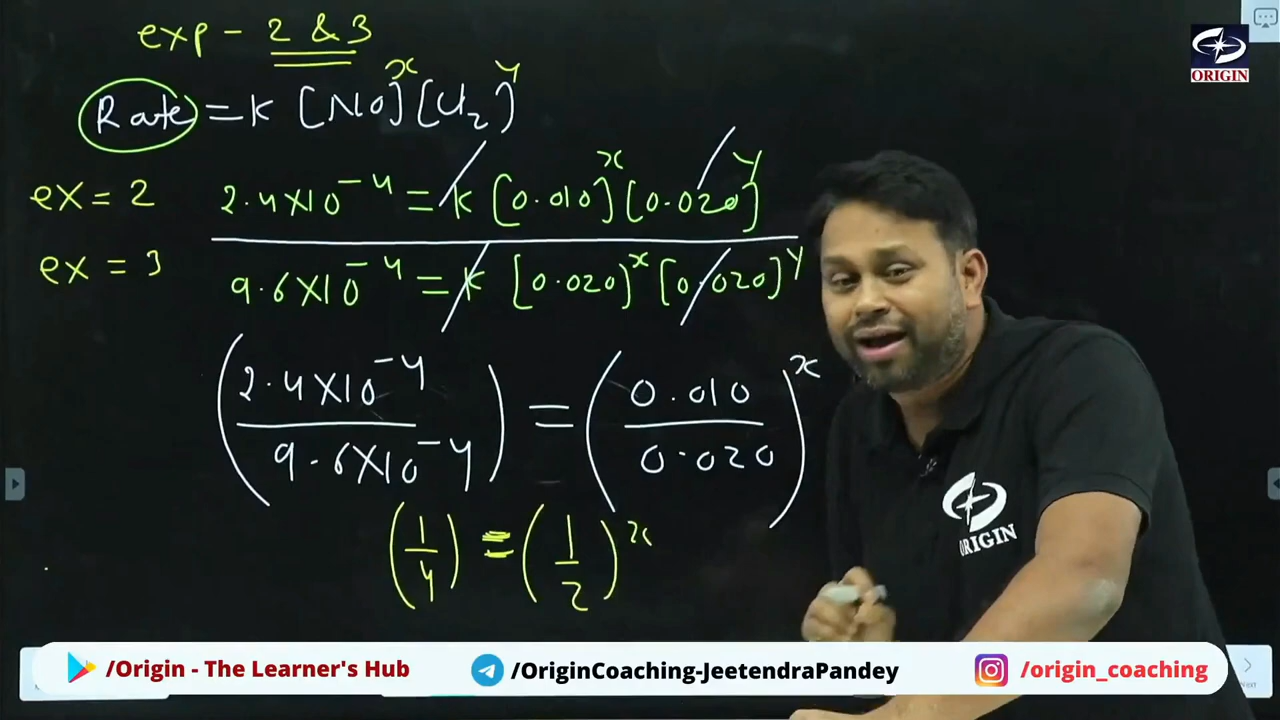 exp - 2 & 3
ORIGIN
Rate = K [NO]^x [Cl2]^y
ex = 2 2.4×10^-4 = K [0.010]^x [0.020]^y
ex = 3 9.6×10^-4 = K [0.020]^x [0.020]^y
(2.4×10^-4 / 9.6×10^-4) = (0.010 / 0.020)^x
ORIGIN
(1/4) = (1/2)^x
/Origin - The Learner's Hub
/OriginCoaching-JeetendraPandey
/origin_coaching